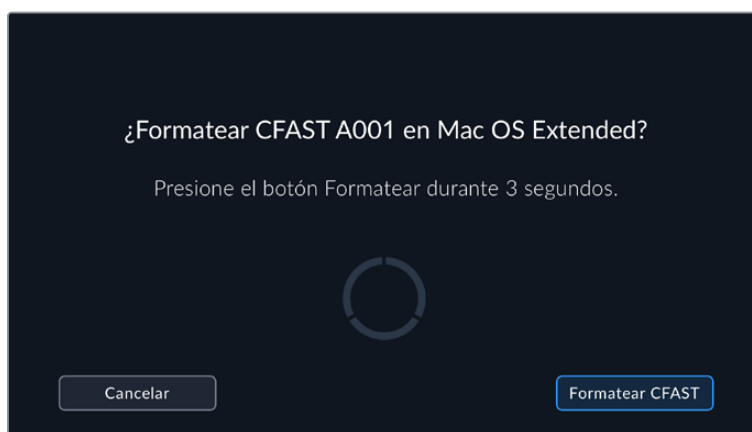 ¿Formatear CFAST A001 en Mac OS Extended?
Presione el botón Formatear durante 3 segundos.
Cancelar
Formatear CFAST